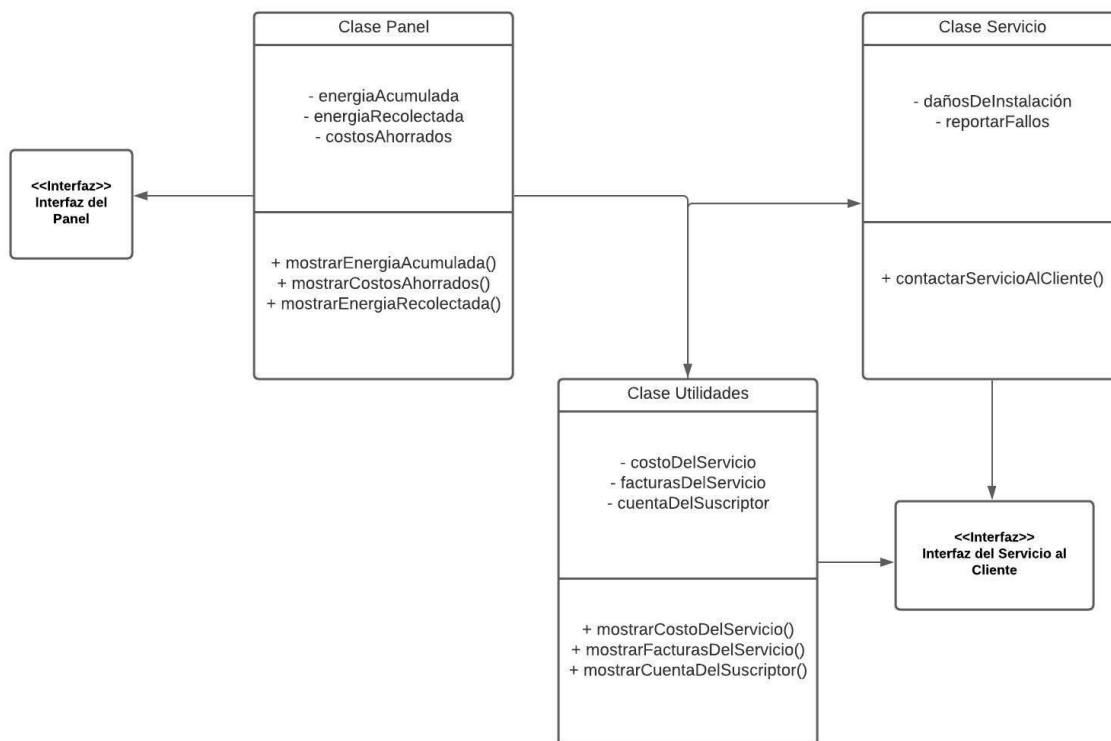 Clase Panel
- energiaAcumulada
- energiaRecolectada
- costosAhorrados
+ mostrarEnergiaAcumulada()
+ mostrarCostosAhorrados()
+ mostrarEnergiaRecolectada()
<<Interfaz>>
Interfaz del
Panel
Clase Servicio
- dañosDeInstalación
- reportarFallos
+ contactarServicioAlCliente()
Clase Utilidades
- costoDelServicio
- facturasDelServicio
- cuentaDelSuscriptor
+ mostrarCostoDelServicio()
+ mostrarFacturasDelServicio()
+ mostrarCuentaDelSuscriptor()
<<Interfaz>>
Interfaz del Servicio al
Cliente